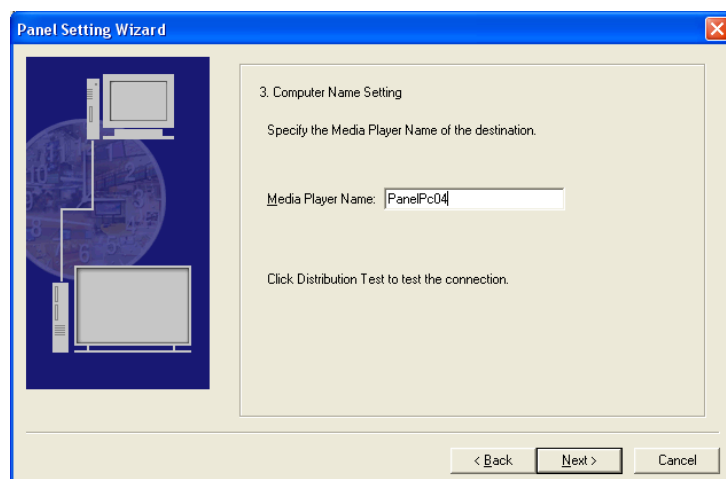 Panel Setting Wizard
3. Computer Name Setting
Specify the Media Player Name of the destination.
Media Player Name: PanelPc04
Click Distribution Test to test the connection.
< Back Next > Cancel